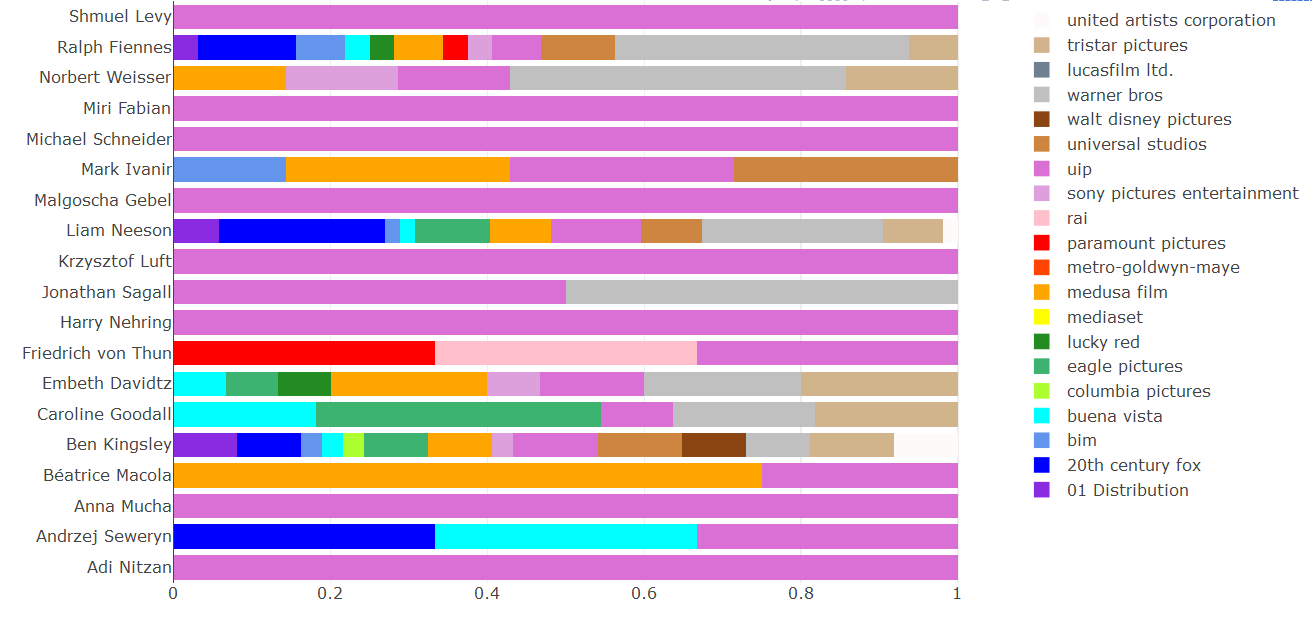 Shmuel Levy
Ralph Fiennes
Norbert Weisser
Miri Fabian
Michael Schneider
Mark Ivanir
Malgoscha Gebel
Liam Neeson
Krzysztof Luft
Jonathan Sagall
Harry Nehring
Friedrich von Thun
Embeth Davidtz
Caroline Goodall
Ben Kingsley
Béatrice Macola
Anna Mucha
Andrzej Seweryn
Adi Nitzan
0 0.2 0.4 0.6 0.8 1
united artists corporation
tristar pictures
lucasfilm ltd.
warner bros
walt disney pictures
universal studios
uip
sony pictures entertainment
rai
paramount pictures
metro-goldwyn-maye
medusa film
mediaset
lucky red
eagle pictures
columbia pictures
buena vista
bim
20th century fox
01 Distribution